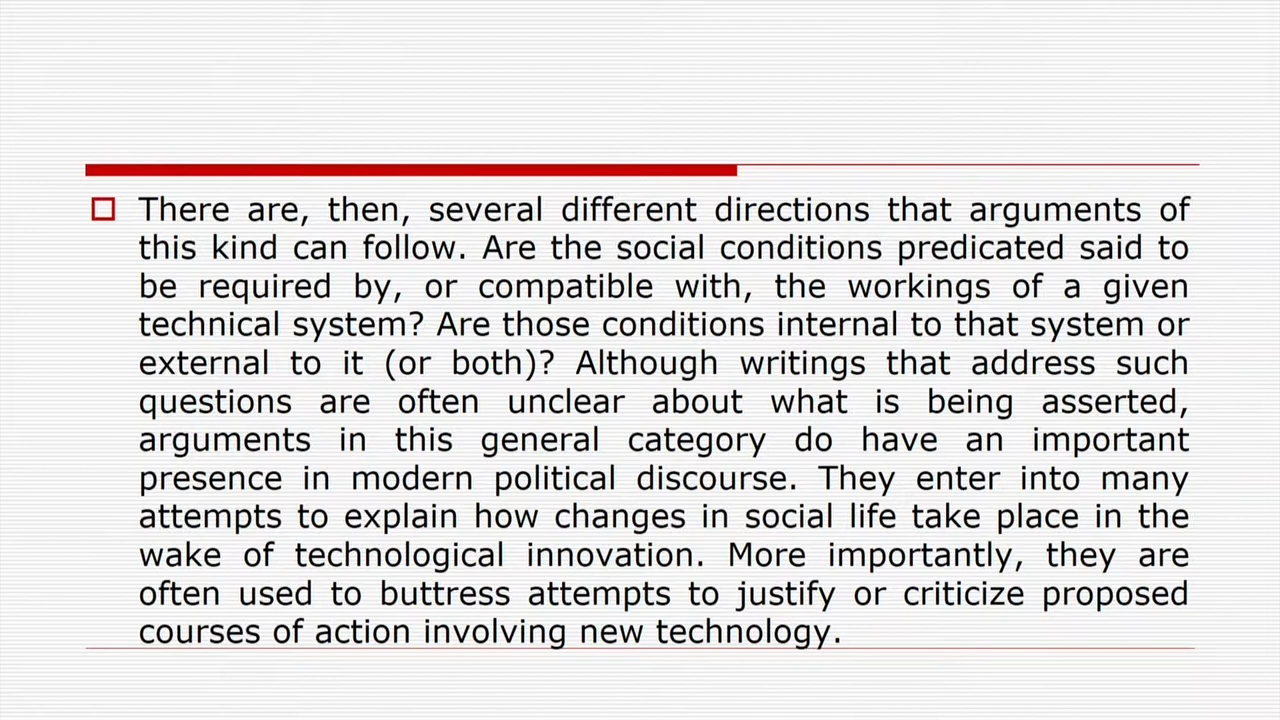 There are, then, several different directions that arguments of
this kind can follow. Are the social conditions predicated said to
be required by, or compatible with, the workings of a given
technical system? Are those conditions internal to that system or
external to it (or both)? Although writings that address such
questions are often unclear about what is being asserted,
arguments in this general category do have an important
presence in modern political discourse. They enter into many
attempts to explain how changes in social life take place in the
wake of technological innovation. More importantly, they are
often used to buttress attempts to justify or criticize proposed
courses of action involving new technology.